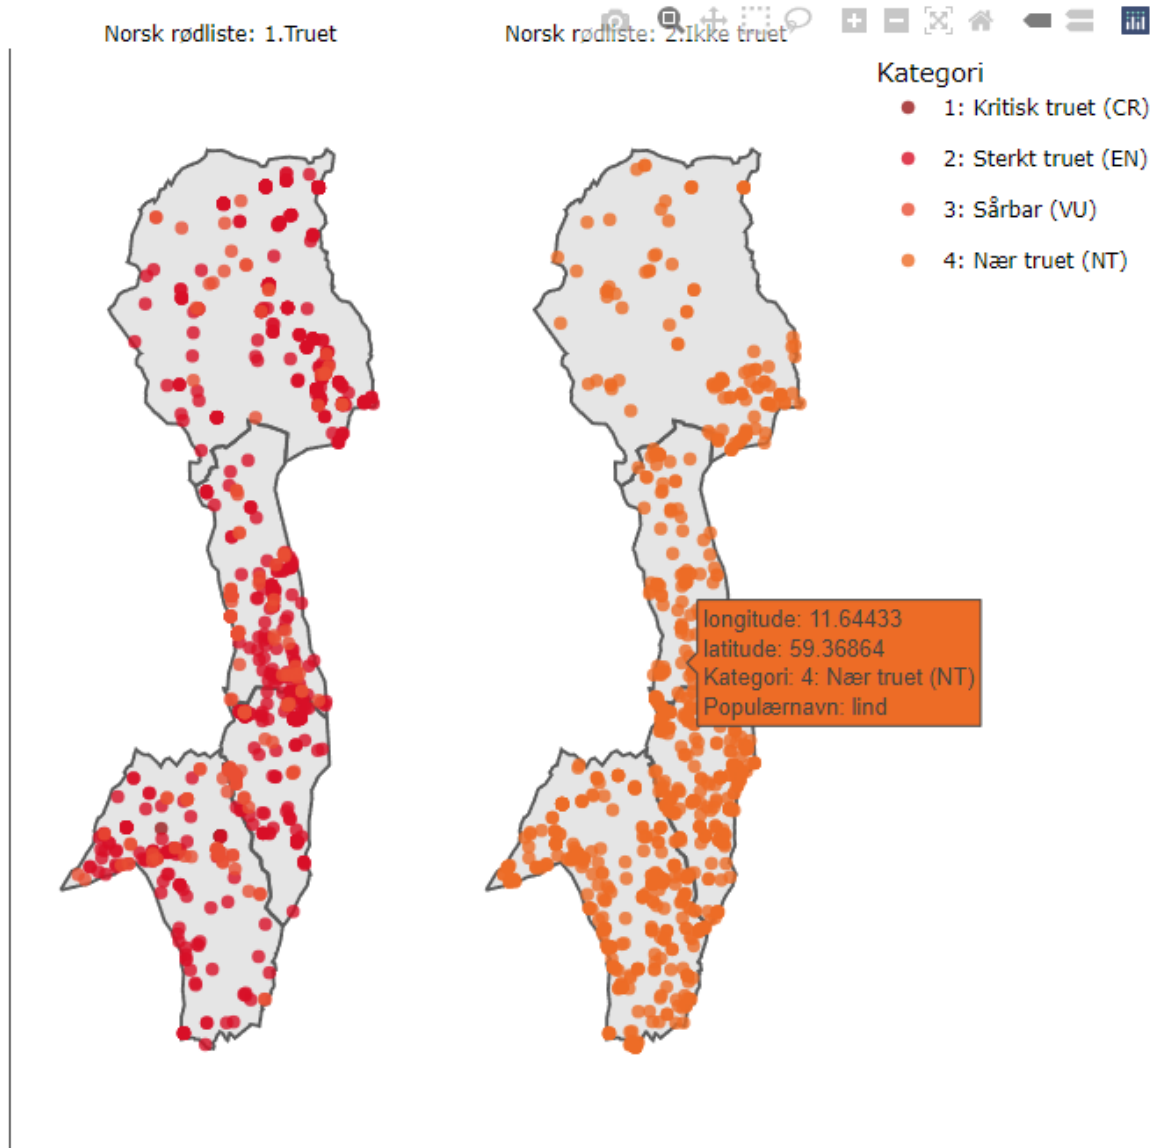 Norsk rødliste: 1.Truet
Norsk rødliste: 2.Ikke truet
Kategori
1: Kritisk truet (CR)
2: Sterkt truet (EN)
3: Sårbar (VU)
4: Nær truet (NT)
longitude: 11.64433
latitude: 59.36864
Kategori: 4: Nær truet (NT)
Populærnavn: lind